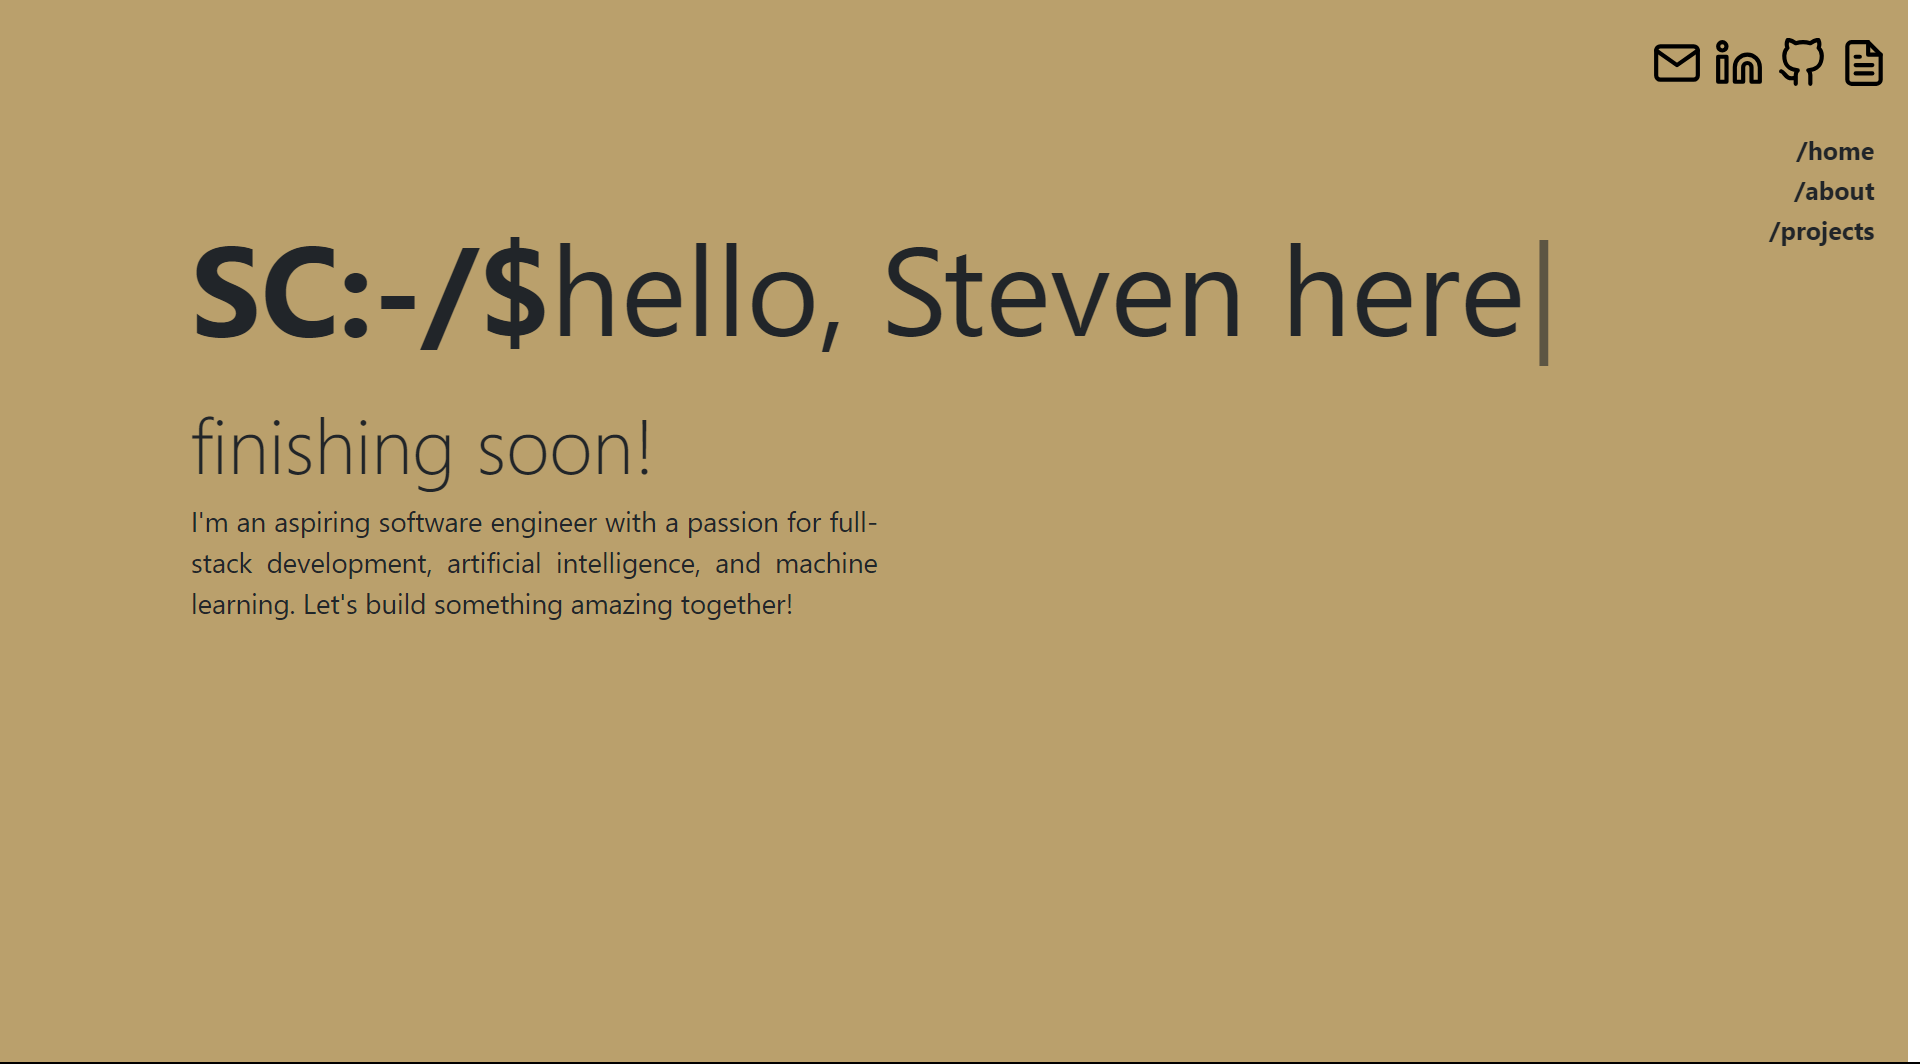 /home
/about
/projects
SC:-/$hello, Steven here|
finishing soon!
I'm an aspiring software engineer with a passion for full-
stack development, artificial intelligence, and machine
learning. Let's build something amazing together!